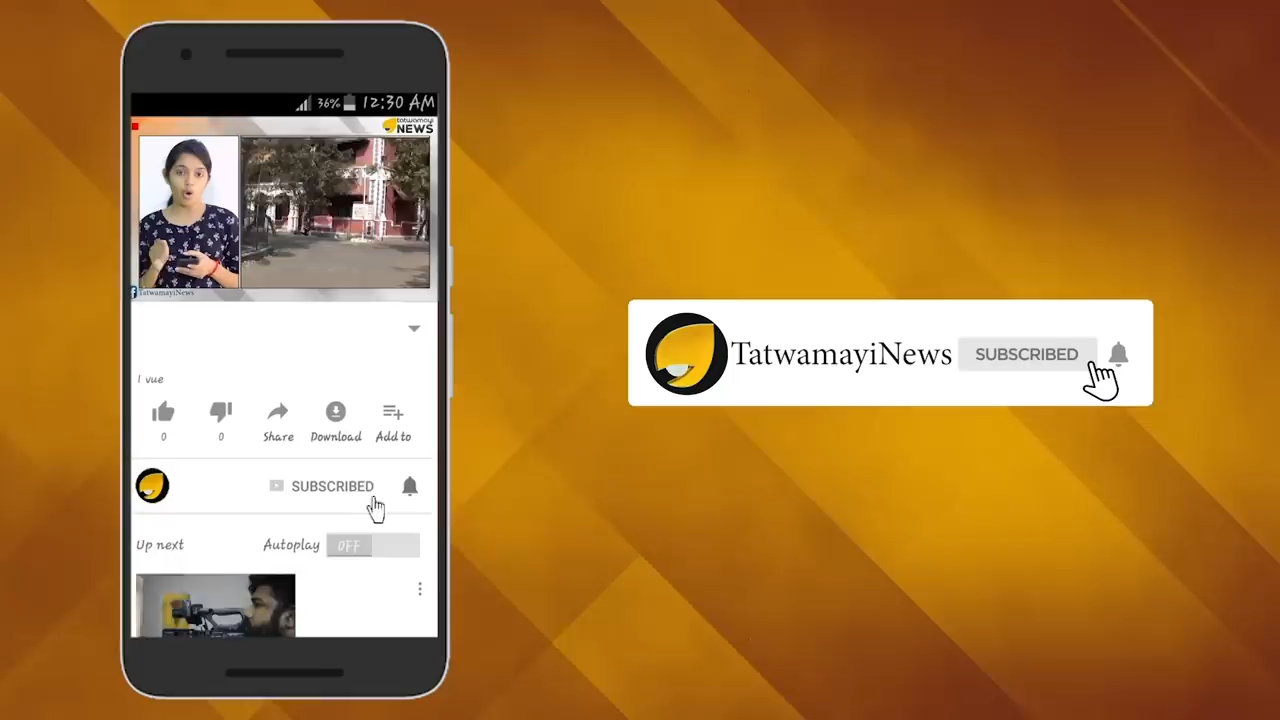 36% 12:30 AM
tatwamayi
NEWS
TatwamayiNews
1 vue
0 0 Share Download Add to
SUBSCRIBED
Up next Autoplay OFF
TatwamayiNews SUBSCRIBED